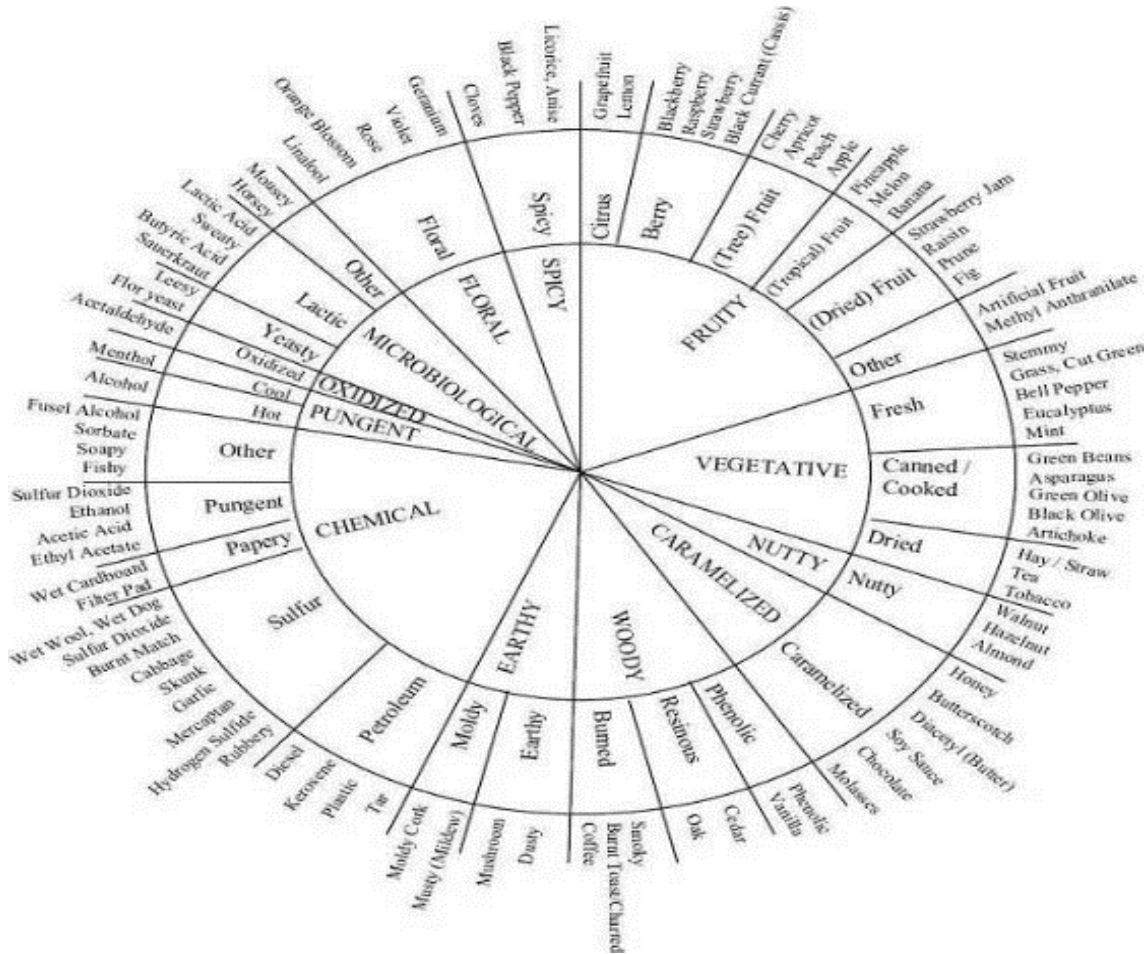 FRUITY
Citrus
Grapefruit
Lemon
Berry
Blackberry
Raspberry
Strawberry
Black Currant (Cassis)
(Tree) Fruit
Cherry
Apricot
Peach
Apple
(Tropical) Fruit
Pineapple
Melon
Banana
(Dried) Fruit
Strawberry Jam
Raisin
Prune
Fig
Other
Artificial Fruit
Methyl Anthranilate
VEGETATIVE
Fresh
Stemmy
Grass, Cut Green
Bell Pepper
Eucalyptus
Mint
Canned /
Cooked
Green Beans
Asparagus
Green Olive
Black Olive
Artichoke
Dried
Hay / Straw
Tea
Tobacco
NUTTY
Nutty
Walnut
Hazelnut
Almond
CARAMELIZED
Caramelized
Honey
Butterscotch
Diacety-l (Butter)
Soy Sauce
Chocolate
Molasses
WOODY
Phenolic
Phenolic
Vanilla
Resinous
Cedar
Oak
Burned
Smoky
Burnt Toast/Charred
Coffee
EARTHY
Earthy
Dusty
Mushroom
Moldy
Musty (Mildew)
Moldy Cork
CHEMICAL
Petroleum
Tar
Plastic
Kerovene
Diesel
Sulfur
Rubbery
Hydrogen Sulfide
Mercaptan
Garlic
Skunk
Cabbage
Burnt Match
Sulfur Dioxide
Wet Wool, Wet Dog
Papery
Filter Pad
Wet Cardboard
Pungent
Ethyl Acetate
Acetic Acid
Ethanol
Sulfur Dioxide
Other
Fishy
Soapy
Sorbate
Fusel Alcohol
PUNGENT
Hot
Alcohol
Cool
Menthol
OXIDIZED
Oxidized
Acetaldehyde
MICROBIOLOGICAL
Yeasty
Flor yeast
Leesy
Lactic
Sauerkraut
Butyric Acid
Sweaty
Lactic Acid
Other
Horsey
Mousey
FLORAL
Floral
Linalool
Orange Blossom
Rose
Violet
Geranium
SPICY
Spicy
Cloves
Black Pepper
Licorice, Anise